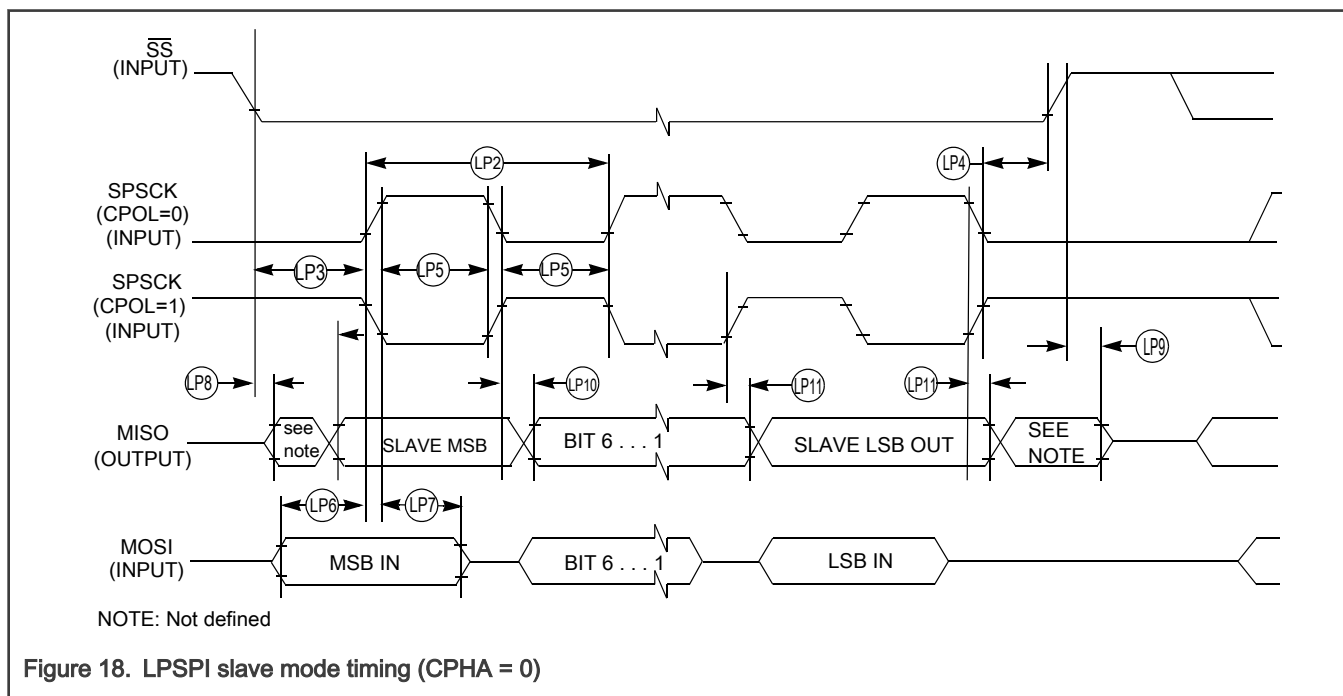 SS
(INPUT)
LP2
LP4
SPSCK
(CPOL=0)
(INPUT)
LP3
LP5
LP5
SPSCK
(CPOL=1)
(INPUT)
LP9
LP8
LP10
LP11
LP11
MISO
(OUTPUT)
see
note
SLAVE MSB
BIT 6 . . . 1
SLAVE LSB OUT
SEE
NOTE
LP6
LP7
MOSI
(INPUT)
MSB IN
BIT 6 . . . 1
LSB IN
NOTE: Not defined
Figure 18. LPSPI slave mode timing (CPHA = 0)